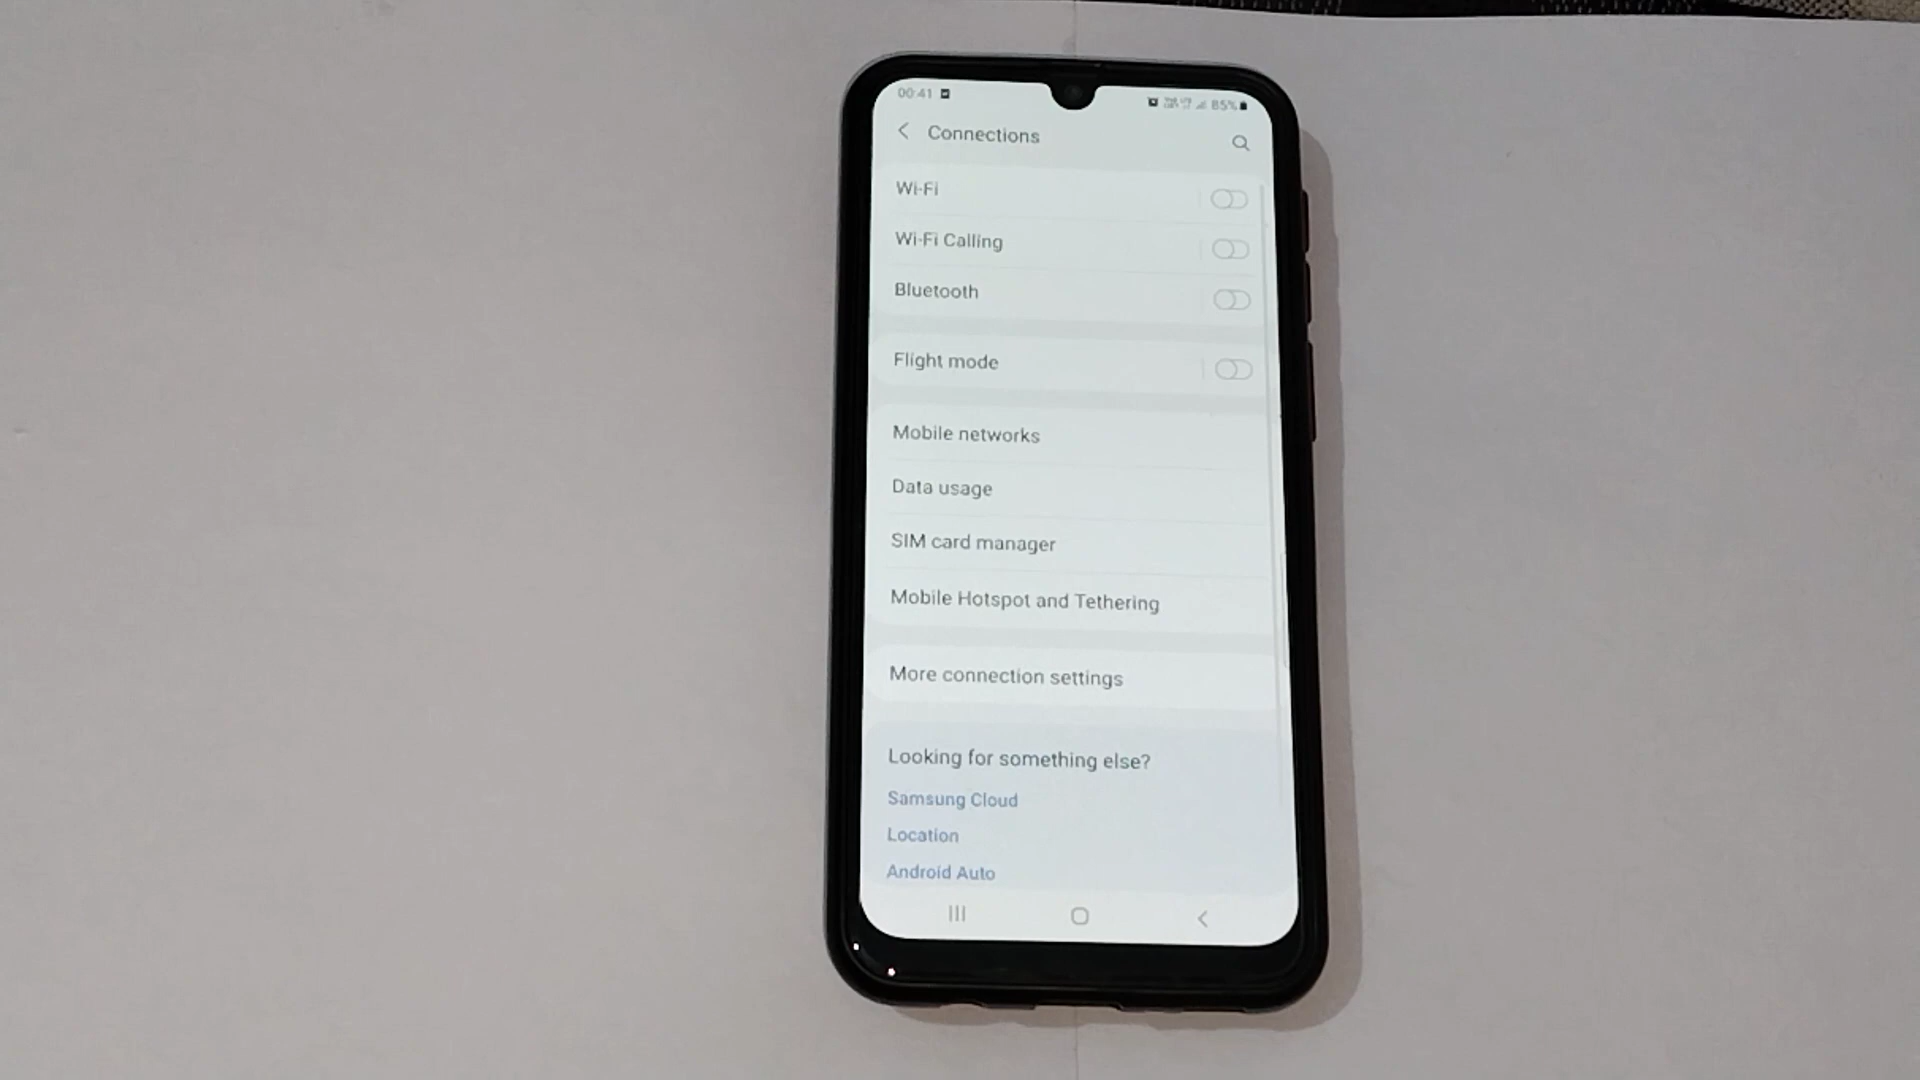 00:41
85%
Connections
Wi-Fi
Wi-Fi Calling
Bluetooth
Flight mode
Mobile networks
Data usage
SIM card manager
Mobile Hotspot and Tethering
More connection settings
Looking for something else?
Samsung Cloud
Location
Android Auto